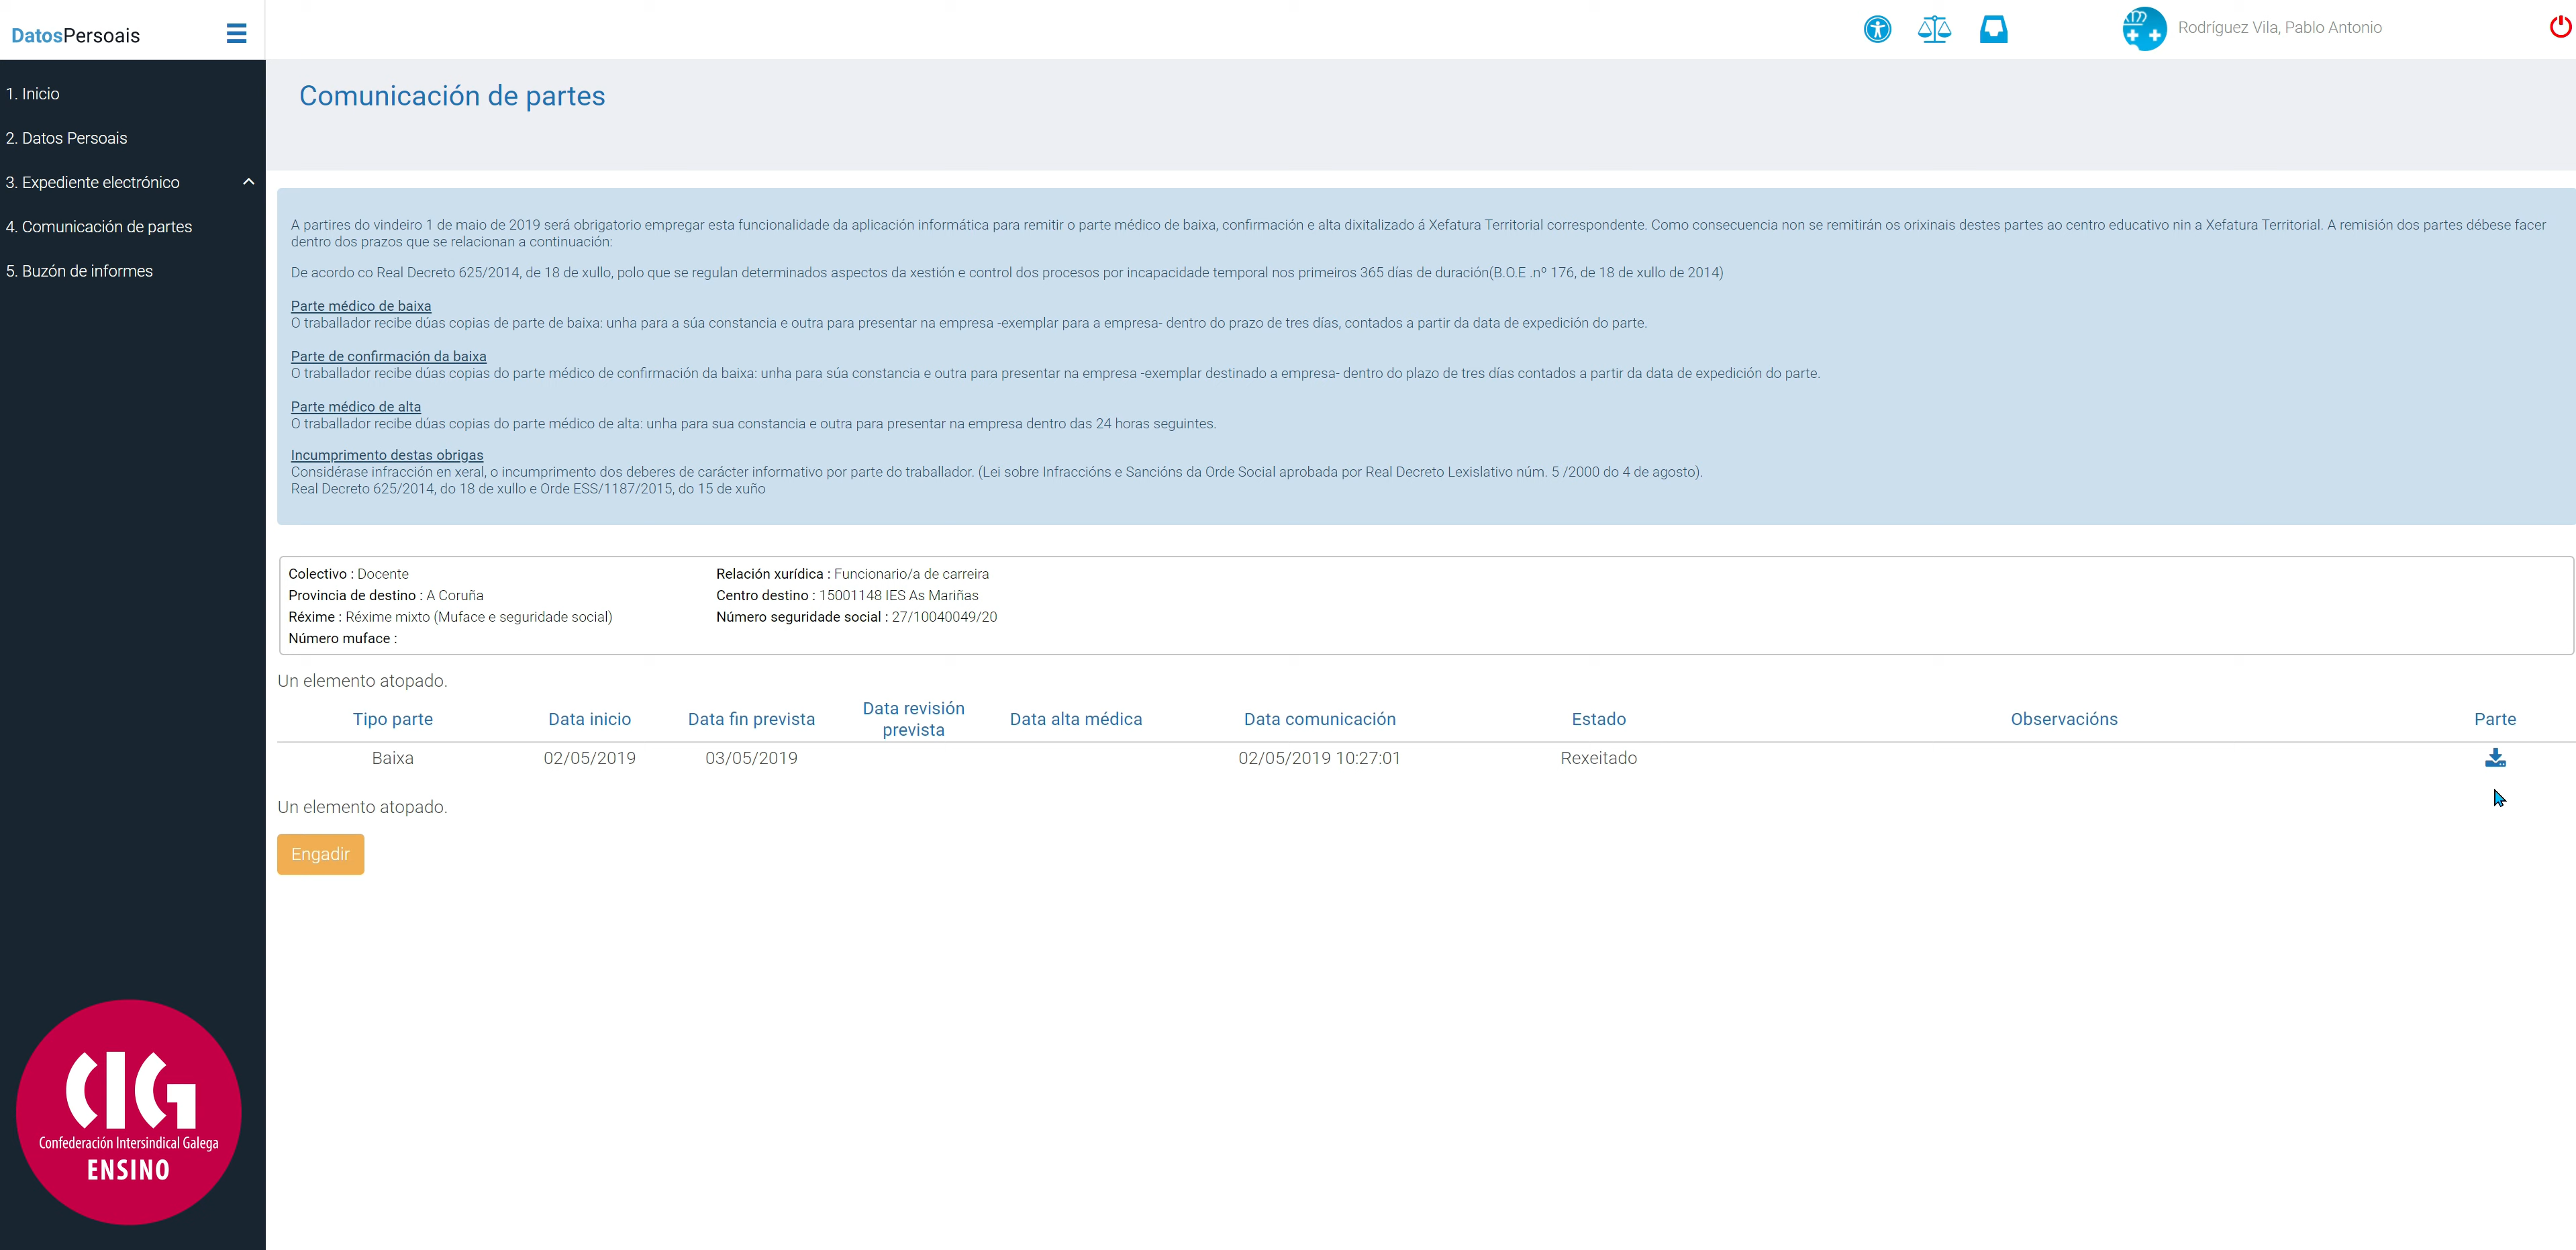 DatosPersoais
Rodríguez Vila, Pablo Antonio
1. Inicio
2. Datos Persoais
3. Expediente electrónico
4. Comunicación de partes
5. Buzón de informes
Comunicación de partes
A partires do vindeiro 1 de maio de 2019 será obrigatorio empregar esta funcionalidade da aplicación informática para remitir o parte médico de baixa, confirmación e alta dixitalizado á Xefatura Territorial correspondente. Como consecuencia non se remitirán os orixinais destes partes ao centro educativo nin a Xefatura Territorial. A remisión dos partes débese facer
dentro dos prazos que se relacionan a continuación:
De acordo co Real Decreto 625/2014, de 18 de xullo, polo que se regulan determinados aspectos da xestión e control dos procesos por incapacidade temporal nos primeiros 365 días de duración(B.O.E .nº 176, de 18 de xullo de 2014)
Parte médico de baixa
O traballador recibe dúas copias de parte de baixa: unha para a súa constancia e outra para presentar na empresa -exemplar para a empresa- dentro do prazo de tres días, contados a partir da data de expedición do parte.
Parte de confirmación da baixa
O traballador recibe dúas copias do parte médico de confirmación da baixa: unha para súa constancia e outra para presentar na empresa -exemplar destinado a empresa- dentro do plazo de tres días contados a partir da data de expedición do parte.
Parte médico de alta
O traballador recibe dúas copias do parte médico de alta: unha para sua constancia e outra para presentar na empresa dentro das 24 horas seguintes.
Incumprimento destas obrigas
Considérase infracción en xeral, o incumprimento dos deberes de carácter informativo por parte do traballador. (Lei sobre Infraccións e Sancións da Orde Social aprobada por Real Decreto Lexislativo núm. 5 /2000 do 4 de agosto).
Real Decreto 625/2014, do 18 de xullo e Orde ESS/1187/2015, do 15 de xuño
Colectivo : Docente
Relación xurídica : Funcionario/a de carreira
Provincia de destino : A Coruña
Centro destino : 15001148 IES As Mariñas
Réxime : Réxime mixto (Muface e seguridade social)
Número seguridade social : 27/10040049/20
Número muface :
Un elemento atopado.
Tipo parte Data inicio Data fin prevista Data revisión prevista Data alta médica Data comunicación Estado Observacións Parte
Baixa 02/05/2019 03/05/2019 02/05/2019 10:27:01 Rexeitado
Un elemento atopado.
Engadir
CIG
Confederación Intersindical Galega
ENSINO